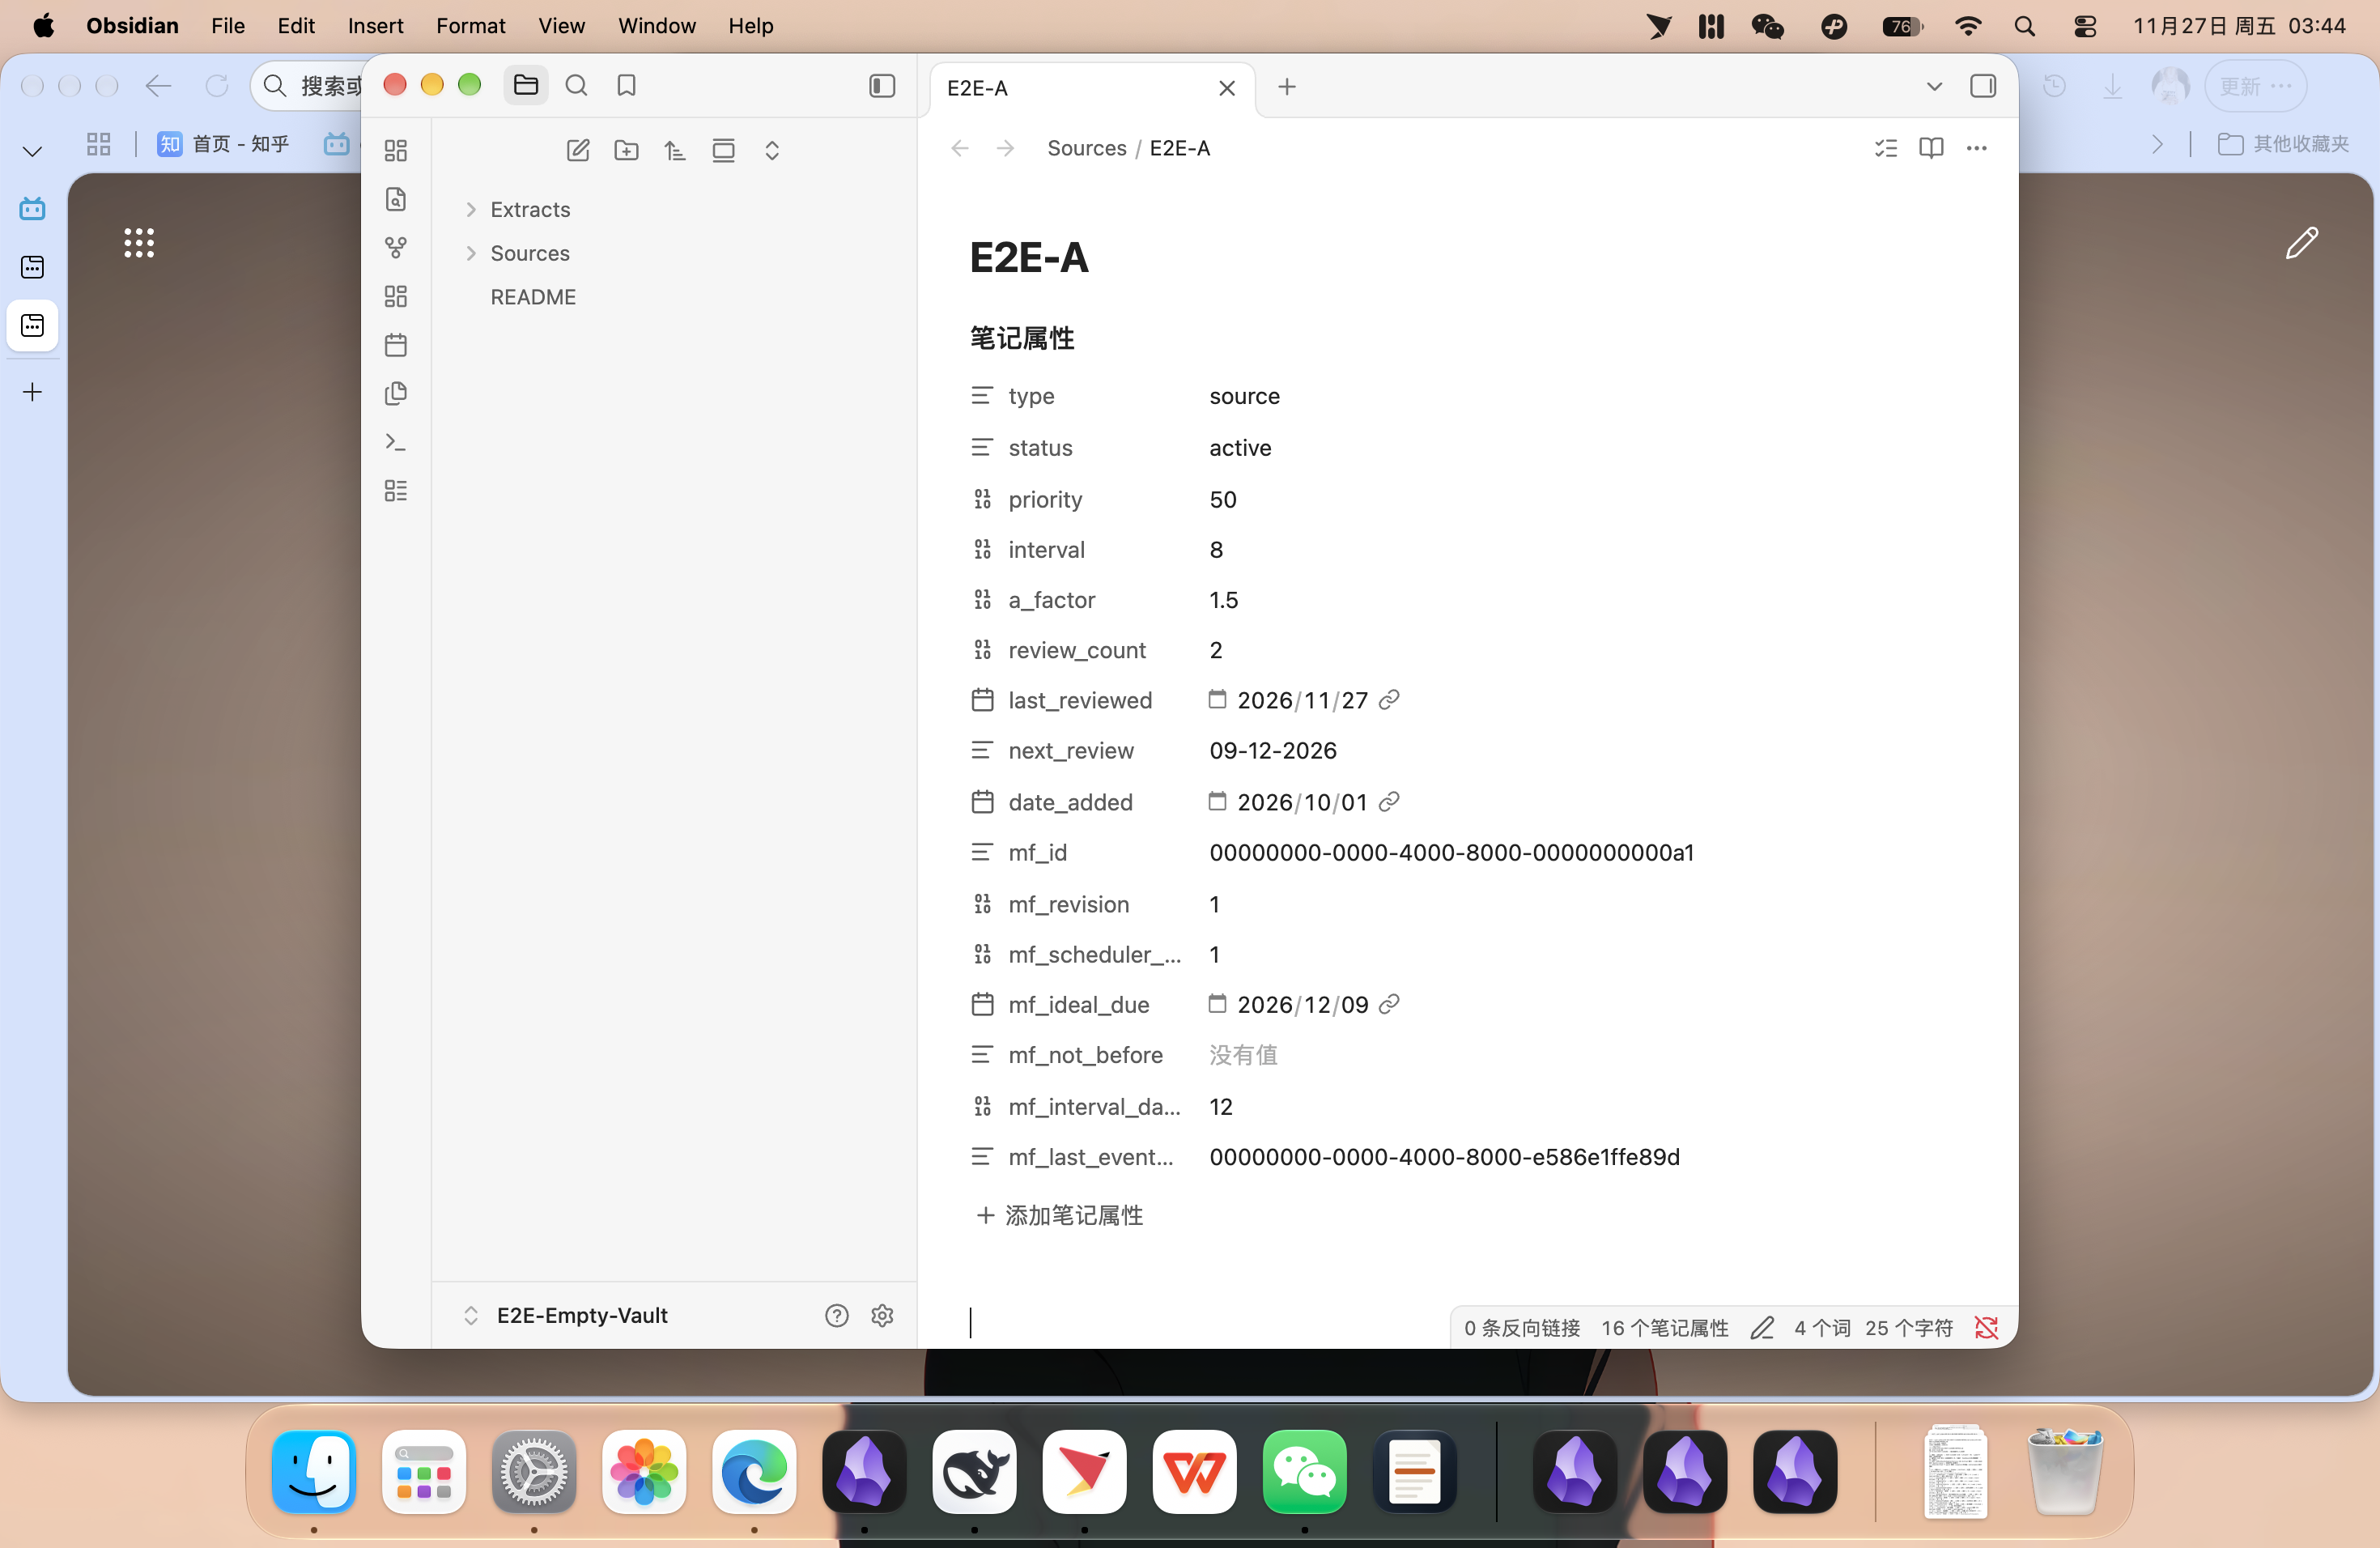 Obsidian File Edit Insert Format View Window Help 76 11月27日 周五 03:44
搜索或
E2E-A
更新
知 首页 - 知乎
其他收藏夹
Sources / E2E-A
Extracts
Sources
README
E2E-A
笔记属性
type source
status active
priority 50
interval 8
a_factor 1.5
review_count 2
last_reviewed 2026/11/27
next_review 09-12-2026
date_added 2026/10/01
mf_id 00000000-0000-4000-8000-0000000000a1
mf_revision 1
mf_scheduler_... 1
mf_ideal_due 2026/12/09
mf_not_before 没有值
mf_interval_da... 12
mf_last_event... 00000000-0000-4000-8000-e586e1ffe89d
添加笔记属性
E2E-Empty-Vault
0 条反向链接 16 个笔记属性 4 个词 25 个字符